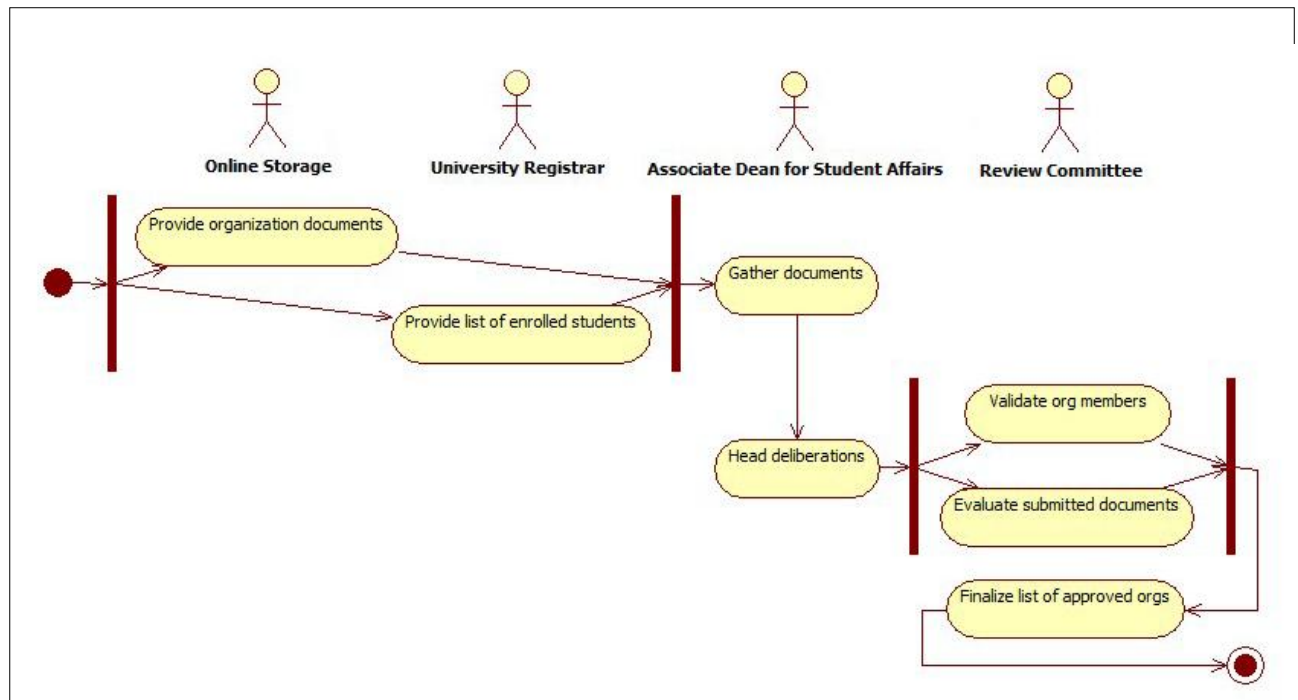 Online Storage
University Registrar
Associate Dean for Student Affairs
Review Committee
Provide organization documents
Gather documents
Provide list of enrolled students
Validate org members
Head deliberations
Evaluate submitted documents
Finalize list of approved orgs